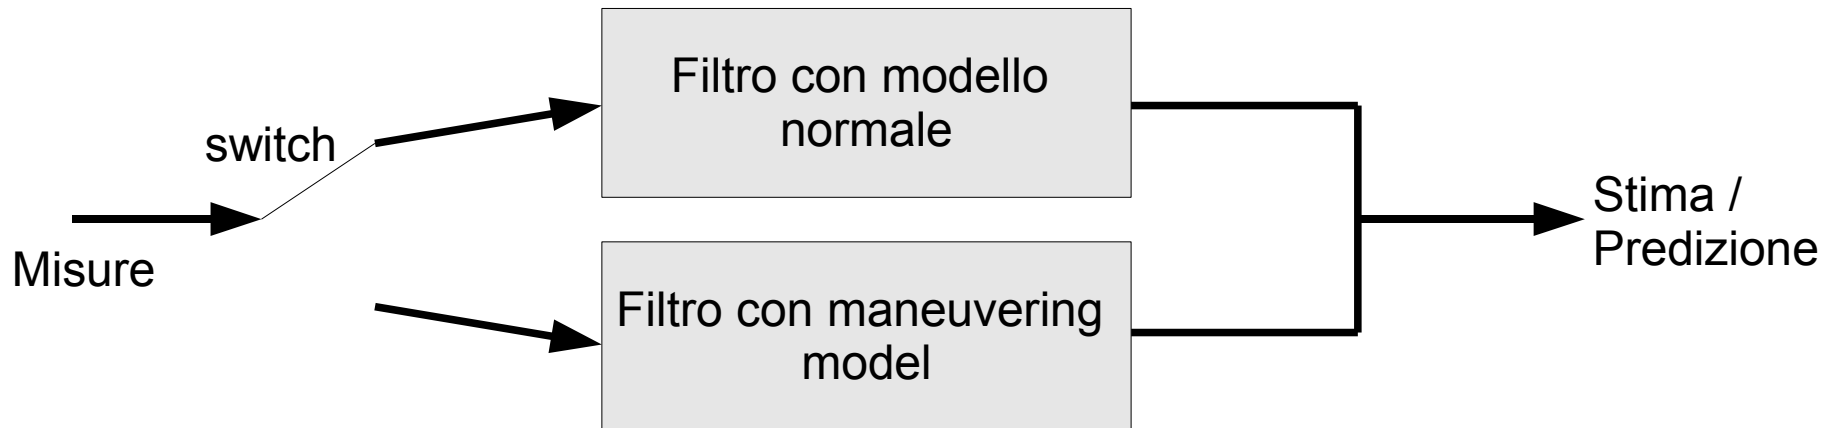 Misure
switch
Filtro con modello
normale
Filtro con maneuvering
model
Stima /
Predizione